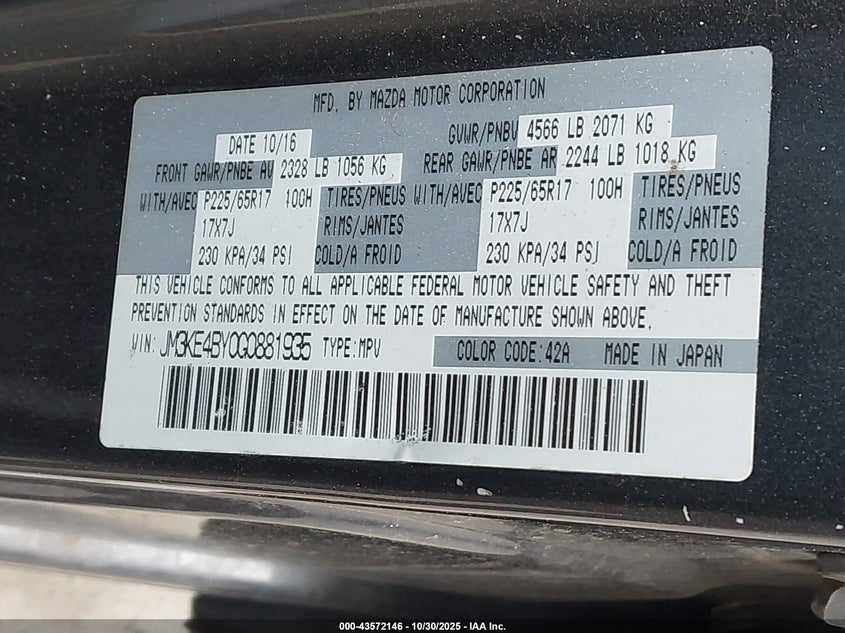 MFD. BY MAZDA MOTOR CORPORATION
DATE 10/16 GVWR/PNBV 4566 LB 2071 KG
FRONT GAWR/PNBE AV 2328 LB 1056 KG REAR GAWR/PNBE AR 2244 LB 1018 KG
WITH/AVEC P225/65R17 100H TIRES/PNEUS WITH/AVEC P225/65R17 100H TIRES/PNEUS
17X7J RIMS/JANTES 17X7J RIMS/JANTES
230 KPA/34 PSI COLD/A FROID 230 KPA/34 PSI COLD/A FROID
THIS VEHICLE CONFORMS TO ALL APPLICABLE FEDERAL MOTOR VEHICLE SAFETY AND THEFT
PREVENTION STANDARDS IN EFFECT ON THE DATE OF MANUFACTURE SHOWN ABOVE.
VIN: JM3KE4BY0G0881935 TYPE:MPV COLOR CODE:42A MADE IN JAPAN
000-43572146 - 10/30/2025 - IAA Inc.